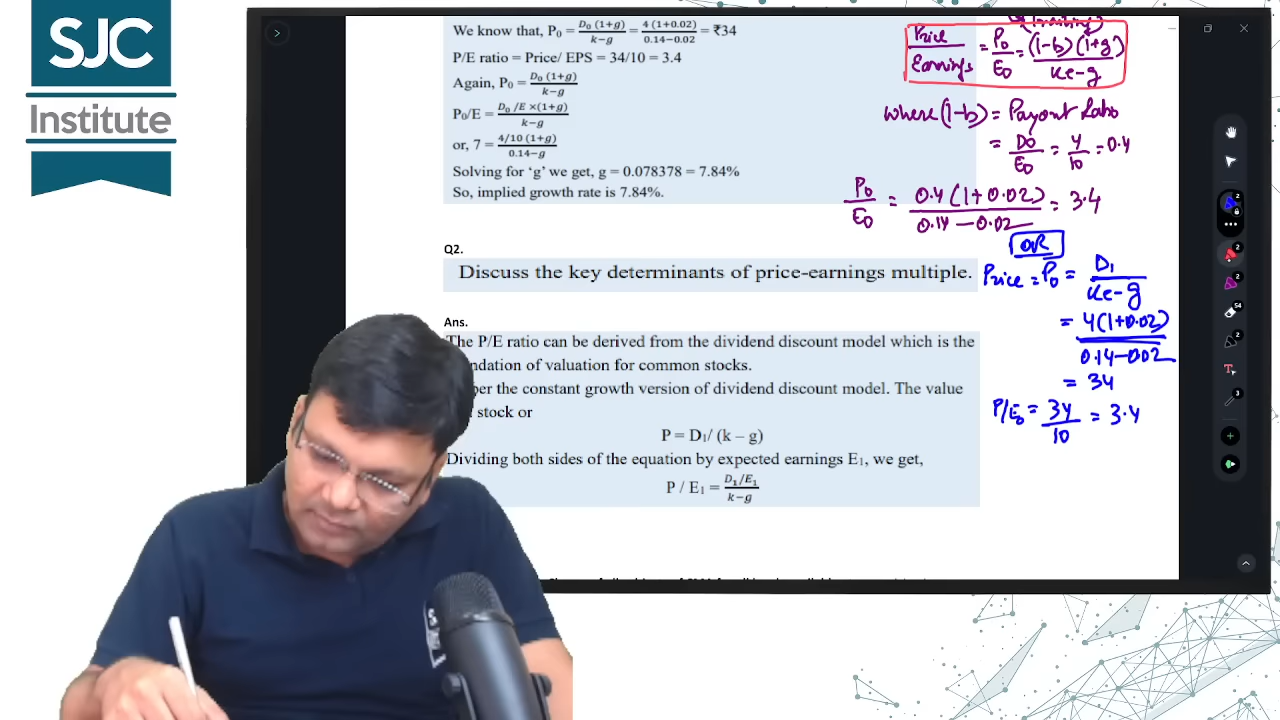 SJC
Institute
We know that, P₀ = D₀ (1+g) / k−g = 4 (1+0.02) / 0.14−0.02 = ₹34
P/E ratio = Price/ EPS = 34/10 = 3.4
Again, P₀ = D₀ (1+g) / k−g
P₀/E = D₀ /E ×(1+g) / k−g
or, 7 = 4/10 (1+g) / 0.14−g
Solving for 'g' we get, g = 0.078378 = 7.84%
So, implied growth rate is 7.84%.
Price / Earnings = P₀ / E₀ = (1-b) (1+g) / Ke-g
where (1-b) = Payout Ratio
= D₀ / E₀ = 4 / 10 = 0.4
P₀ / E₀ = 0.4 (1+0.02) / 0.14-0.02 = 3.4
OR
Price = P₀ = D₁ / Ke-g
= 4(1+0.02) / 0.14-0.02
= 34
P/E₀ = 34 / 10 = 3.4
Q2.
Discuss the key determinants of price-earnings multiple.
Ans.
The P/E ratio can be derived from the dividend discount model which is the
ndation of valuation for common stocks.
per the constant growth version of dividend discount model. The value
stock or
P = D₁/ (k – g)
Dividing both sides of the equation by expected earnings E₁, we get,
P / E₁ = D₁/E₁ / k−g